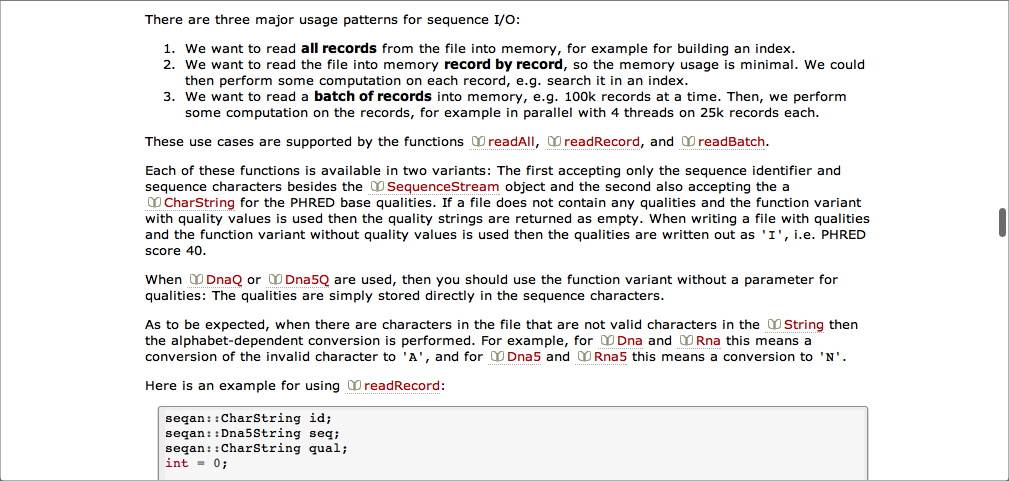 There are three major usage patterns for sequence I/O:
1. We want to read all records from the file into memory, for example for building an index.
2. We want to read the file into memory record by record, so the memory usage is minimal. We could
then perform some computation on each record, e.g. search it in an index.
3. We want to read a batch of records into memory, e.g. 100k records at a time. Then, we perform
some computation on the records, for example in parallel with 4 threads on 25k records each.
These use cases are supported by the functions readAll, readRecord, and readBatch.
Each of these functions is available in two variants: The first accepting only the sequence identifier and
sequence characters besides the SequenceStream object and the second also accepting the a
CharString for the PHRED base qualities. If a file does not contain any qualities and the function variant
with quality values is used then the quality strings are returned as empty. When writing a file with qualities
and the function variant without quality values is used then the qualities are written out as 'I', i.e. PHRED
score 40.
When DnaQ or Dna5Q are used, then you should use the function variant without a parameter for
qualities: The qualities are simply stored directly in the sequence characters.
As to be expected, when there are characters in the file that are not valid characters in the String then
the alphabet-dependent conversion is performed. For example, for Dna and Rna this means a
conversion of the invalid character to 'A', and for Dna5 and Rna5 this means a conversion to 'N'.
Here is an example for using readRecord:
seqan::CharString id;
seqan::Dna5String seq;
seqan::CharString qual;
int = 0;